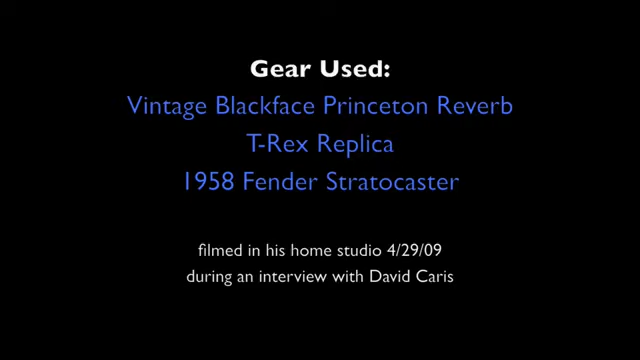 Gear Used:
Vintage Blackface Princeton Reverb
T-Rex Replica
1958 Fender Stratocaster
filmed in his home studio 4/29/09
during an interview with David Caris